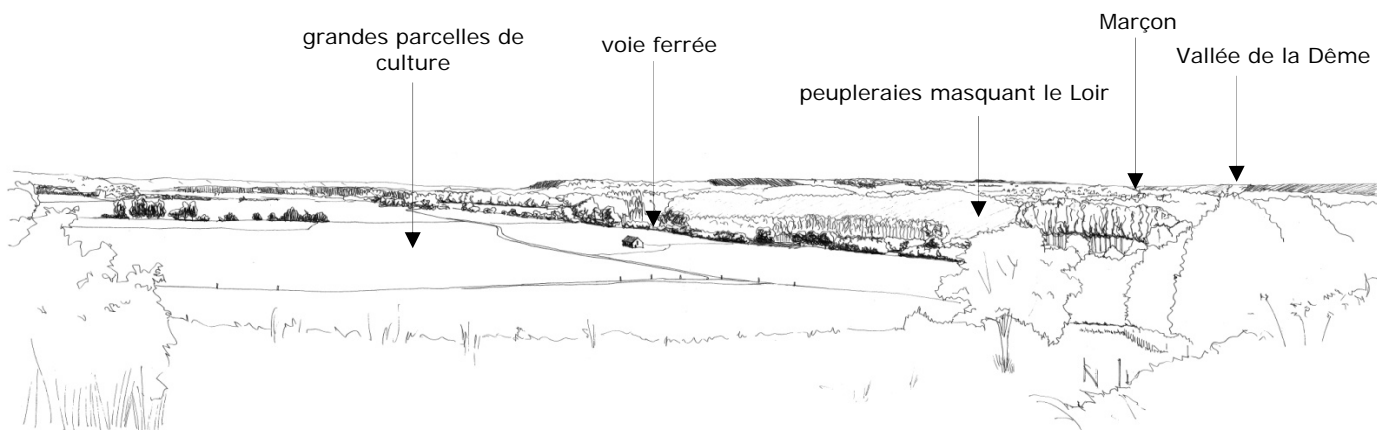 grandes parcelles de
culture
voie ferrée
peupleraies masquant le Loir
Marçon
Vallée de la Dême